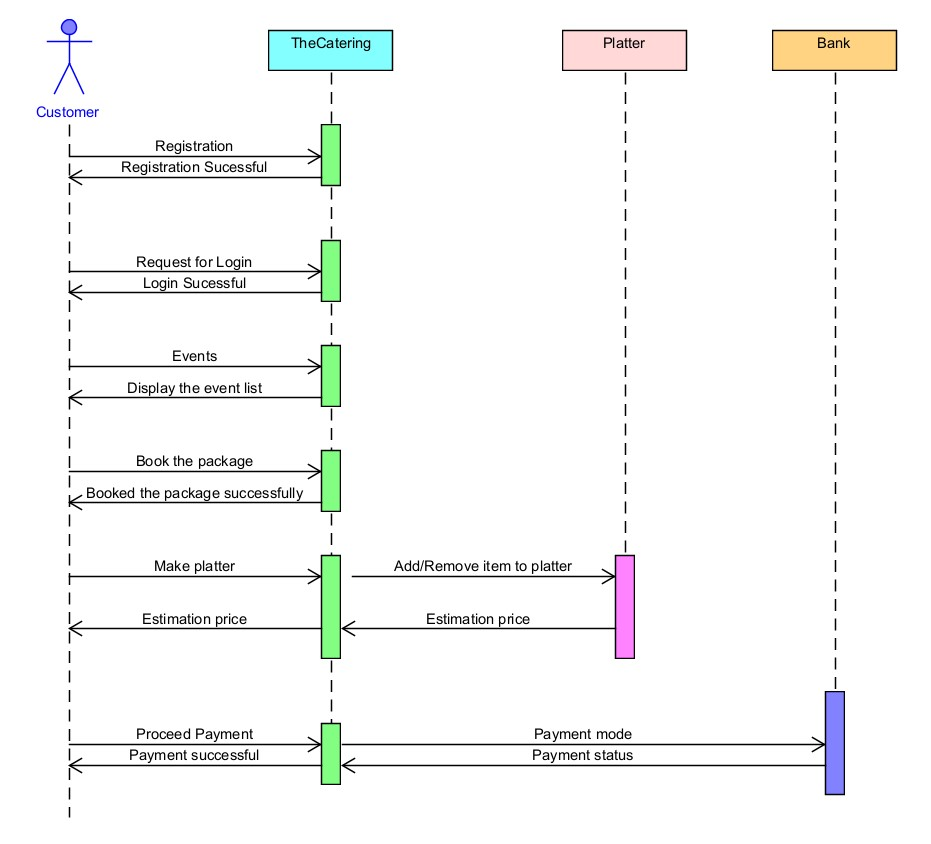 TheCatering
Platter
Bank
Customer
Registration
Registration Sucessful
Request for Login
Login Sucessful
Events
Display the event list
Book the package
Booked the package successfully
Make platter
Add/Remove item to platter
Estimation price
Estimation price
Proceed Payment
Payment mode
Payment successful
Payment status